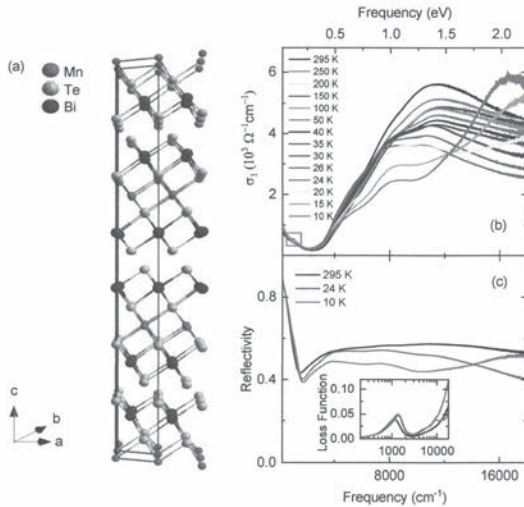 (a)
Mn
Te
Bi
c
b
a
Frequency (eV)
0.5 1.0 1.5 2.0
6
4
2
σ₁ (10³ Ω⁻¹cm⁻¹)
295 K
250 K
200 K
150 K
100 K
50 K
40 K
35 K
30 K
26 K
24 K
20 K
15 K
10 K
(b)
(c)
295 K
24 K
10 K
0.8
0.4
0.0
Reflectivity
0.10
0.05
0.00
Loss Function
1000 10000
8000 16000
Frequency (cm⁻¹)